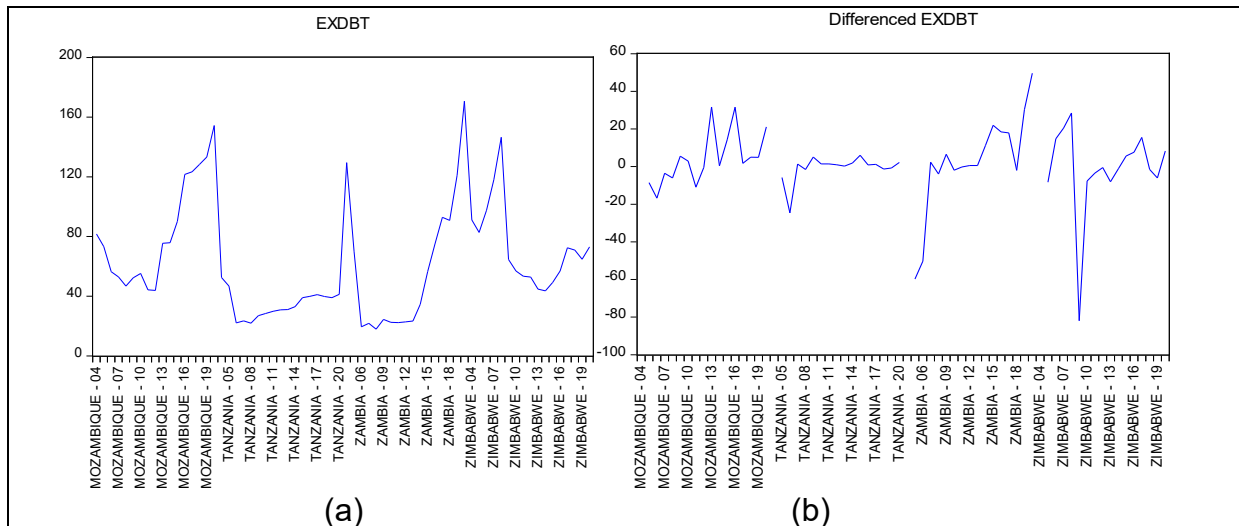 EXDBT
200
160
120
80
40
0
MOZAMBIQUE - 04
MOZAMBIQUE - 07
MOZAMBIQUE - 10
MOZAMBIQUE - 13
MOZAMBIQUE - 16
MOZAMBIQUE - 19
TANZANIA - 05
TANZANIA - 08
TANZANIA - 11
TANZANIA - 14
TANZANIA - 17
TANZANIA - 20
ZAMBIA - 06
ZAMBIA - 09
ZAMBIA - 12
ZAMBIA - 15
ZAMBIA - 18
ZIMBABWE - 04
ZIMBABWE - 07
ZIMBABWE - 10
ZIMBABWE - 13
ZIMBABWE - 16
ZIMBABWE - 19
(a)
Differenced EXDBT
60
40
20
0
-20
-40
-60
-80
-100
MOZAMBIQUE - 04
MOZAMBIQUE - 07
MOZAMBIQUE - 10
MOZAMBIQUE - 13
MOZAMBIQUE - 16
MOZAMBIQUE - 19
TANZANIA - 05
TANZANIA - 08
TANZANIA - 11
TANZANIA - 14
TANZANIA - 17
TANZANIA - 20
ZAMBIA - 06
ZAMBIA - 09
ZAMBIA - 12
ZAMBIA - 15
ZAMBIA - 18
ZIMBABWE - 04
ZIMBABWE - 07
ZIMBABWE - 10
ZIMBABWE - 13
ZIMBABWE - 16
ZIMBABWE - 19
(b)